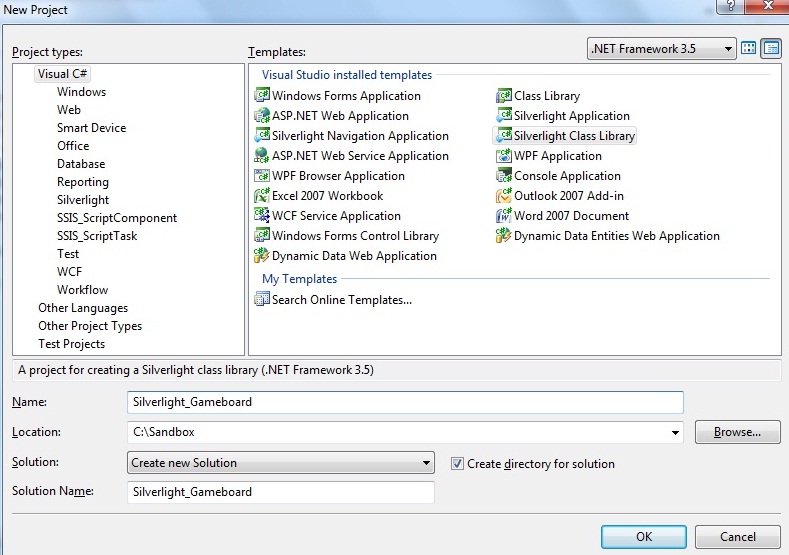 New Project
Project types:
Templates:
.NET Framework 3.5
Visual C#
Windows
Web
Smart Device
Office
Database
Reporting
Silverlight
SSIS_ScriptComponent
SSIS_ScriptTask
Test
WCF
Workflow
Other Languages
Other Project Types
Test Projects
Visual Studio installed templates
Windows Forms Application
Class Library
ASP.NET Web Application
Silverlight Application
Silverlight Navigation Application
Silverlight Class Library
ASP.NET Web Service Application
WPF Application
WPF Browser Application
Console Application
Excel 2007 Workbook
Outlook 2007 Add-in
WCF Service Application
Word 2007 Document
Windows Forms Control Library
Dynamic Data Entities Web Application
Dynamic Data Web Application
My Templates
Search Online Templates...
A project for creating a Silverlight class library (.NET Framework 3.5)
Name:
Silverlight_Gameboard
Location:
C:\Sandbox
Browse...
Solution:
Create new Solution
Create directory for solution
Solution Name:
Silverlight_Gameboard
OK
Cancel